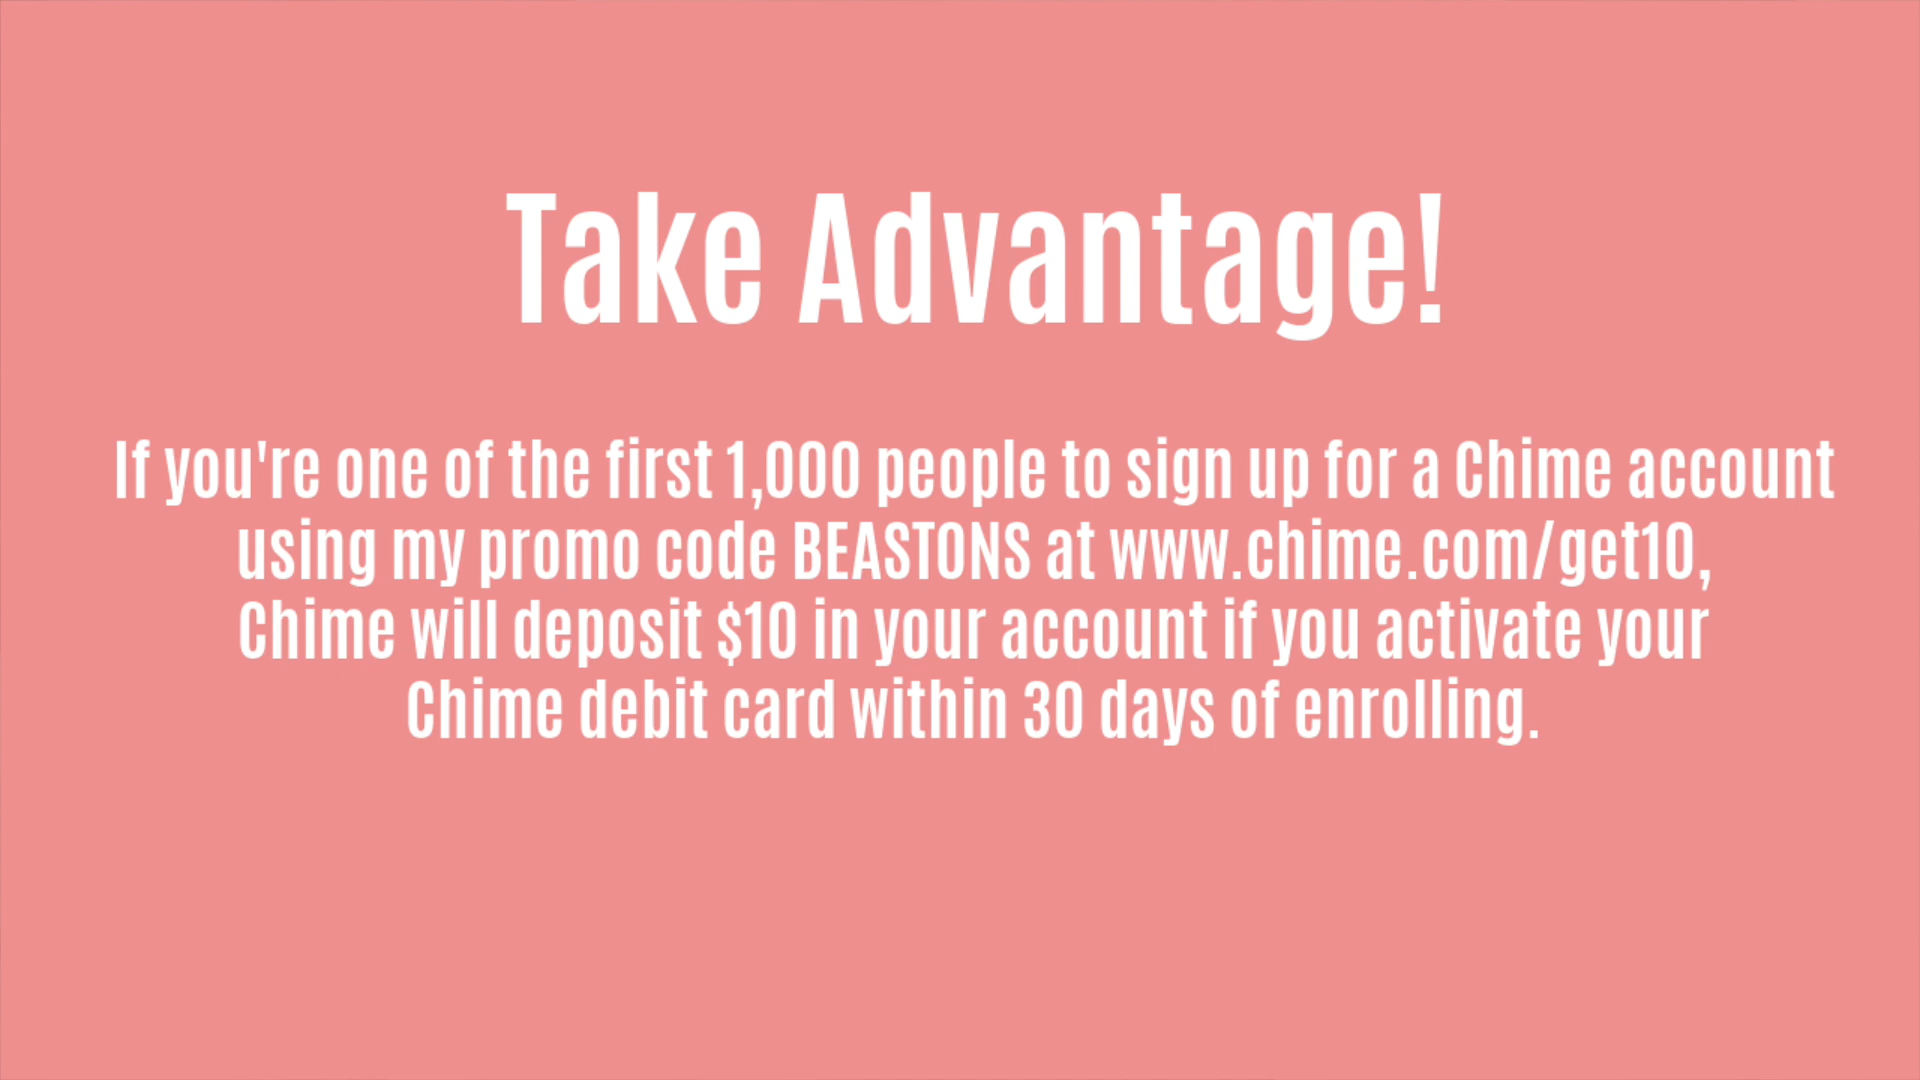 Take Advantage!
If you're one of the first 1,000 people to sign up for a Chime account
using my promo code BEASTONS at www.chime.com/get10,
Chime will deposit $10 in your account if you activate your
Chime debit card within 30 days of enrolling.